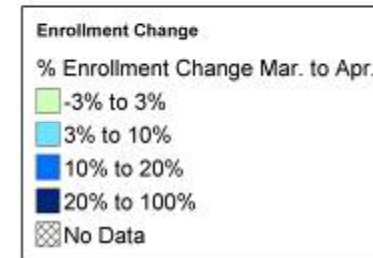 Enrollment Change
% Enrollment Change Mar. to Apr.
-3% to 3%
3% to 10%
10% to 20%
20% to 100%
No Data